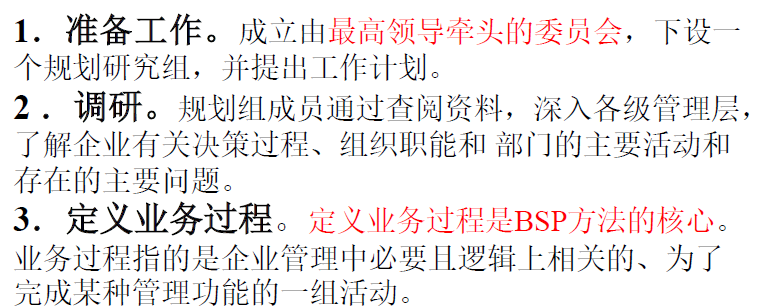 1．准备工作。成立由最高领导牵头的委员会，下设一
个规划研究组，并提出工作计划。
2．调研。规划组成员通过查阅资料，深入各级管理层，
了解企业有关决策过程、组织职能和 部门的主要活动和
存在的主要问题。
3．定义业务过程。定义业务过程是BSP方法的核心。
业务过程指的是企业管理中必要且逻辑上相关的、为了
完成某种管理功能的一组活动。